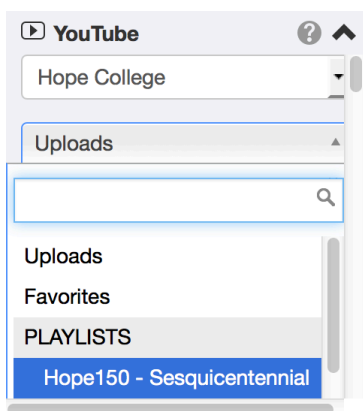 YouTube
Hope College
Uploads
Uploads
Favorites
PLAYLISTS
Hope150 - Sesquicentennial